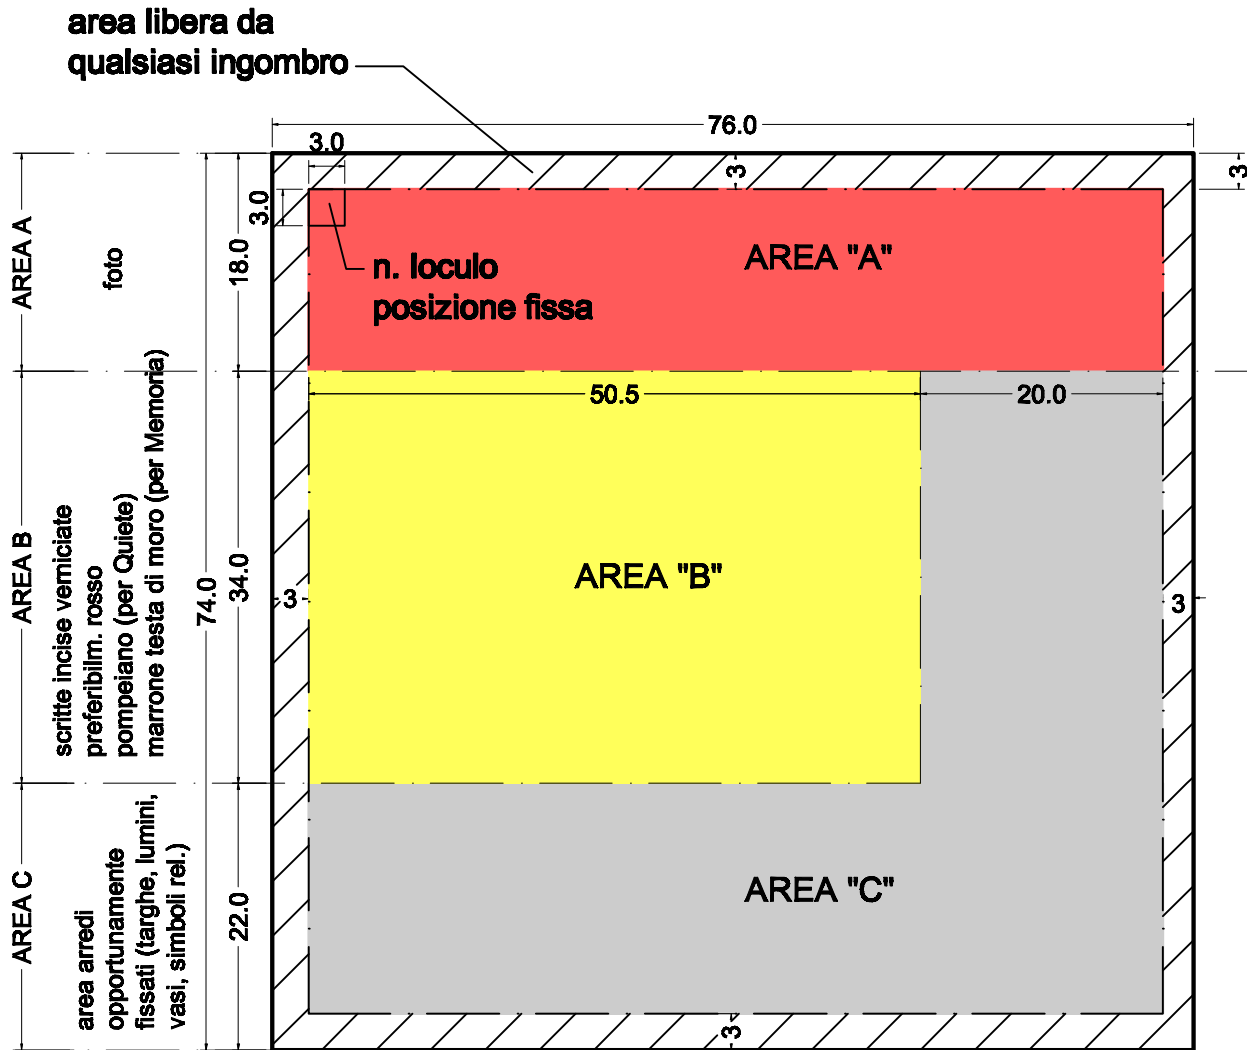 area libera da
qualsiasi ingombro
76.0
3.0
3
3
3.0
AREA A
foto
18.0
AREA "A"
n. loculo
posizione fissa
50.5
20.0
AREA B
scritte incise verniciate
preferibilm. rosso
pompeiano (per Quiete)
marrone testa di moro (per Memoria)
74.0
34.0
3
AREA "B"
3
AREA C
area arredi
opportunamente
fissati (targhe, lumini,
vasi, simboli rel.)
22.0
AREA "C"
3